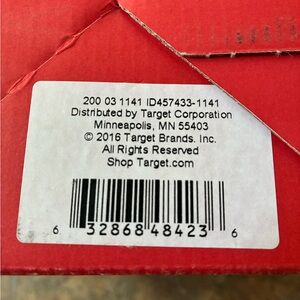 200 03 1141 ID457433-1141
Distributed by Target Corporation
Minneapolis, MN 55403
© 2016 Target Brands. Inc.
All Rights Reserved
Shop Target.com
6 32868 48423 6